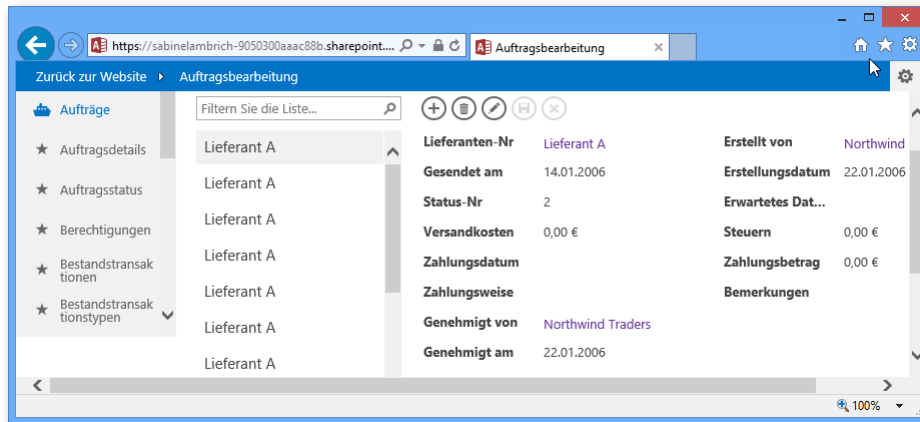 https://sabinelambrich-9050300aaac88b.sharepoint....
Auftragsbearbeitung
Zurück zur Website
Auftragsbearbeitung
Aufträge
Auftragsdetails
Auftragsstatus
Berechtigungen
Bestandstransak
tionen
Bestandstransak
tionstypen
Filtern Sie die Liste...
Lieferant A
Lieferant A
Lieferant A
Lieferant A
Lieferant A
Lieferant A
Lieferant A
Lieferanten-Nr Lieferant A
Gesendet am 14.01.2006
Status-Nr 2
Versandkosten 0,00 €
Zahlungsdatum
Zahlungsweise
Genehmigt von Northwind Traders
Genehmigt am 22.01.2006
Erstellt von Northwind
Erstellungsdatum 22.01.2006
Erwartetes Dat...
Steuern 0,00 €
Zahlungsbetrag 0,00 €
Bemerkungen
100%